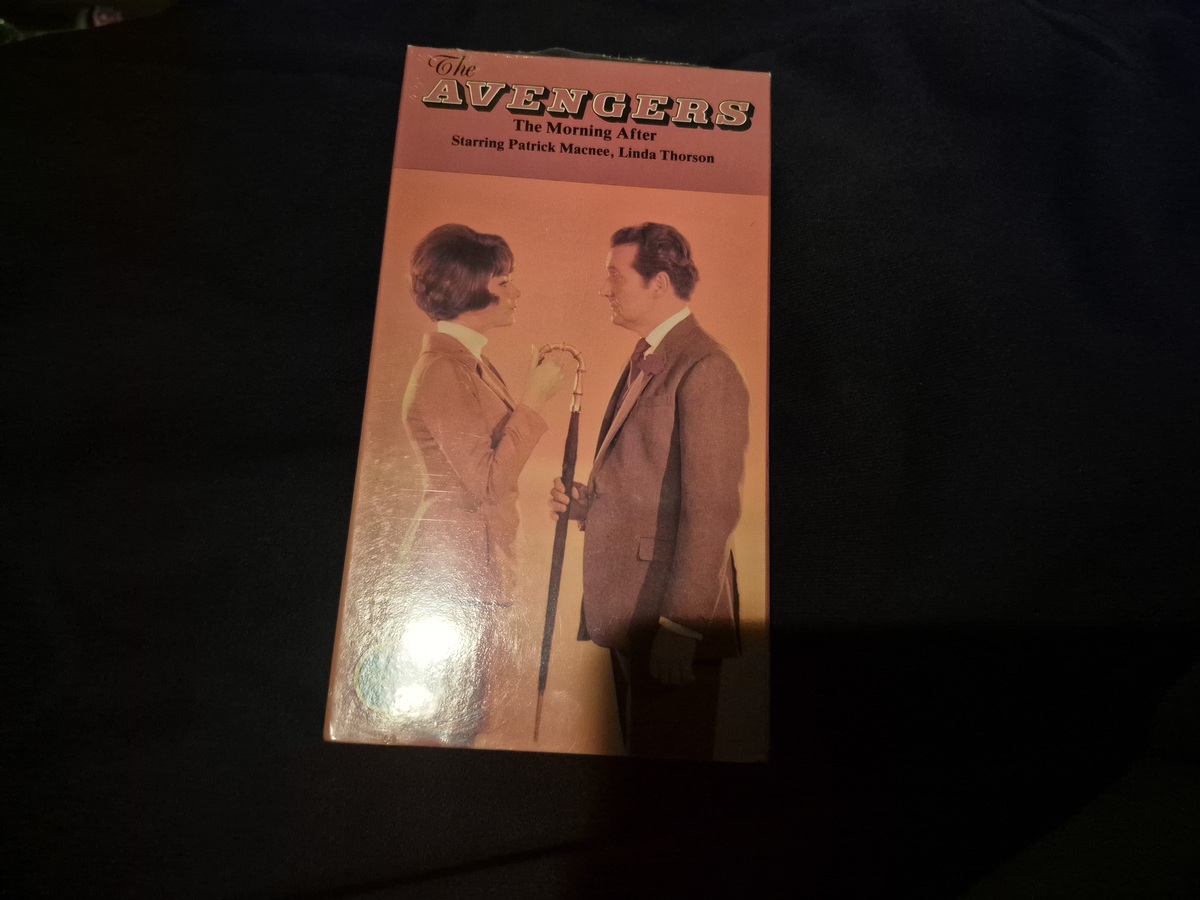 The
AVENGERS
The Morning After
Starring Patrick Macnee, Linda Thorson